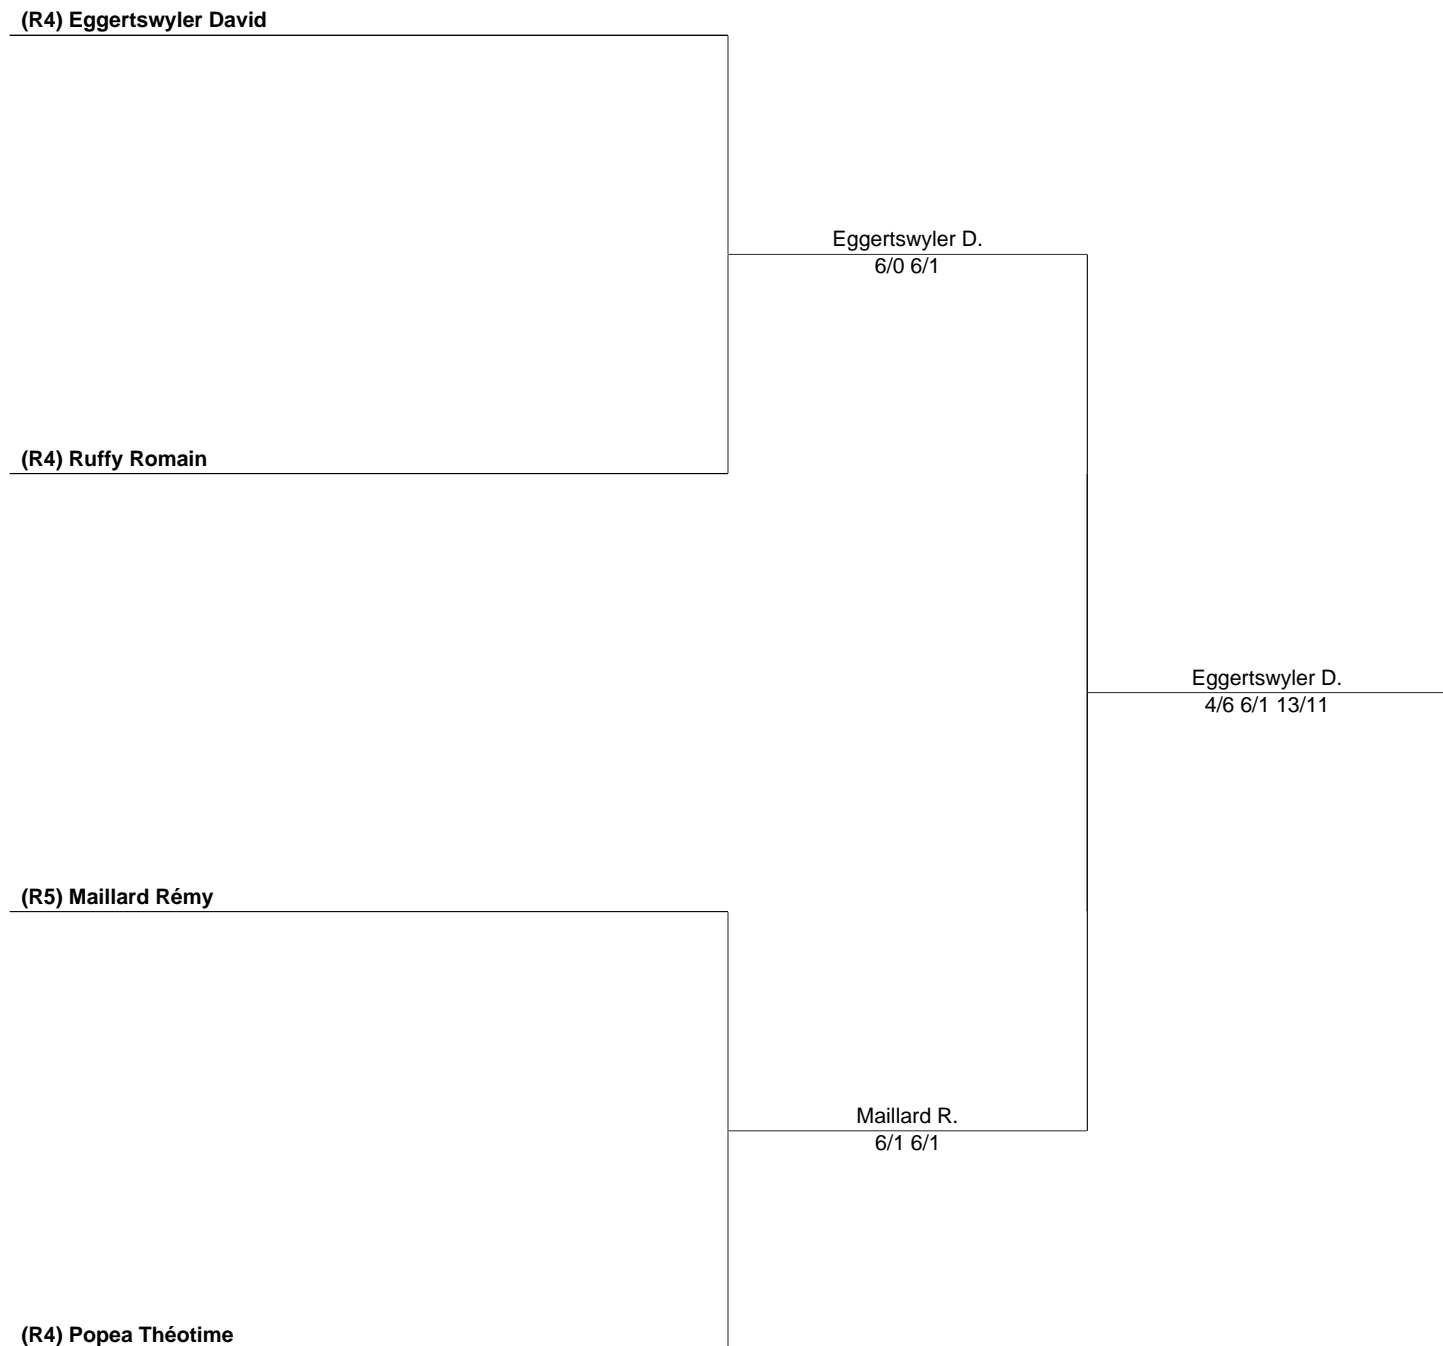 (R4) Eggertswyler David
Eggertswyler D.
6/0 6/1
(R4) Ruffy Romain
Eggertswyler D.
4/6 6/1 13/11
(R5) Maillard Rémy
Maillard R.
6/1 6/1
(R4) Popea Théotime